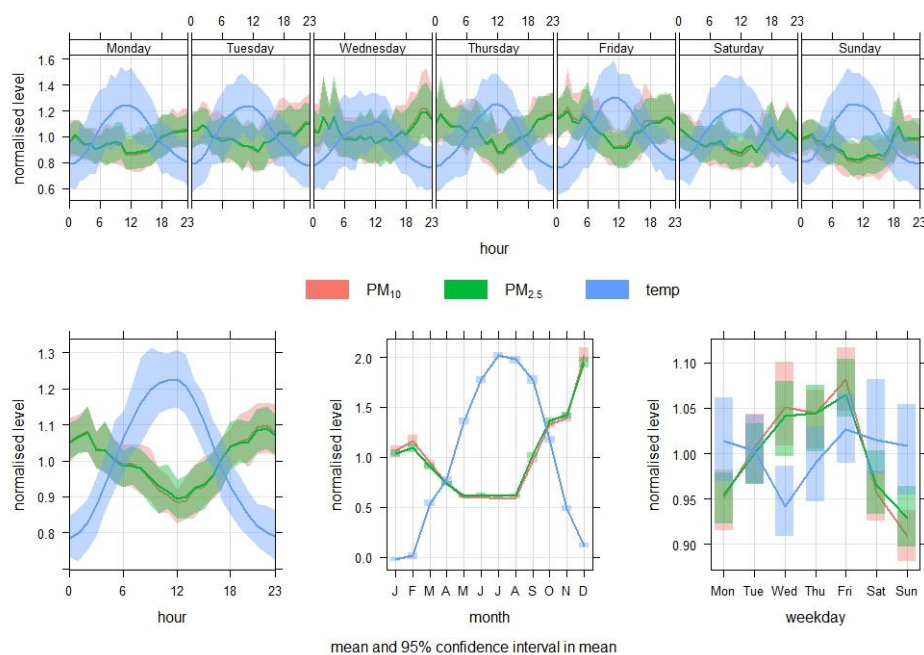 0 6 12 18 23 0 6 12 18 23 0 6 12 18 23
Monday Tuesday Wednesday Thursday Friday Saturday Sunday
normalised level
1.6
1.4
1.2
1.0
0.8
0.6
0 6 12 18 23 0 6 12 18 23 0 6 12 18 23 0 6 12 18 23
hour
PM10 PM2.5 temp
normalised level
1.3
1.2
1.1
1.0
0.9
0.8
0 6 12 18 23
hour
normalised level
2.0
1.5
1.0
0.5
0.0
J F M A M J J A S O N D
month
normalised level
1.10
1.05
1.00
0.95
0.90
Mon Tue Wed Thu Fri Sat Sun
weekday
mean and 95% confidence interval in mean